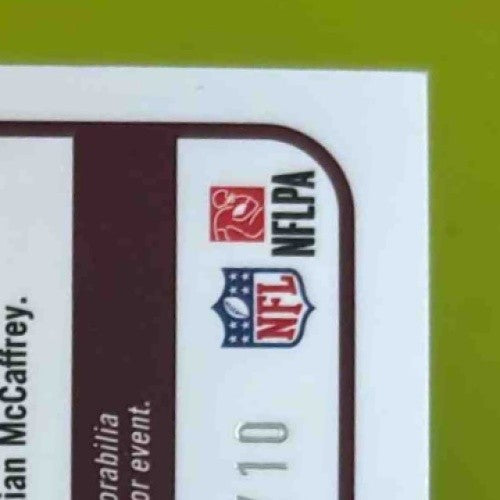 ian McCaffrey.
orabilia
or event.
NFLPA
NFL
/10